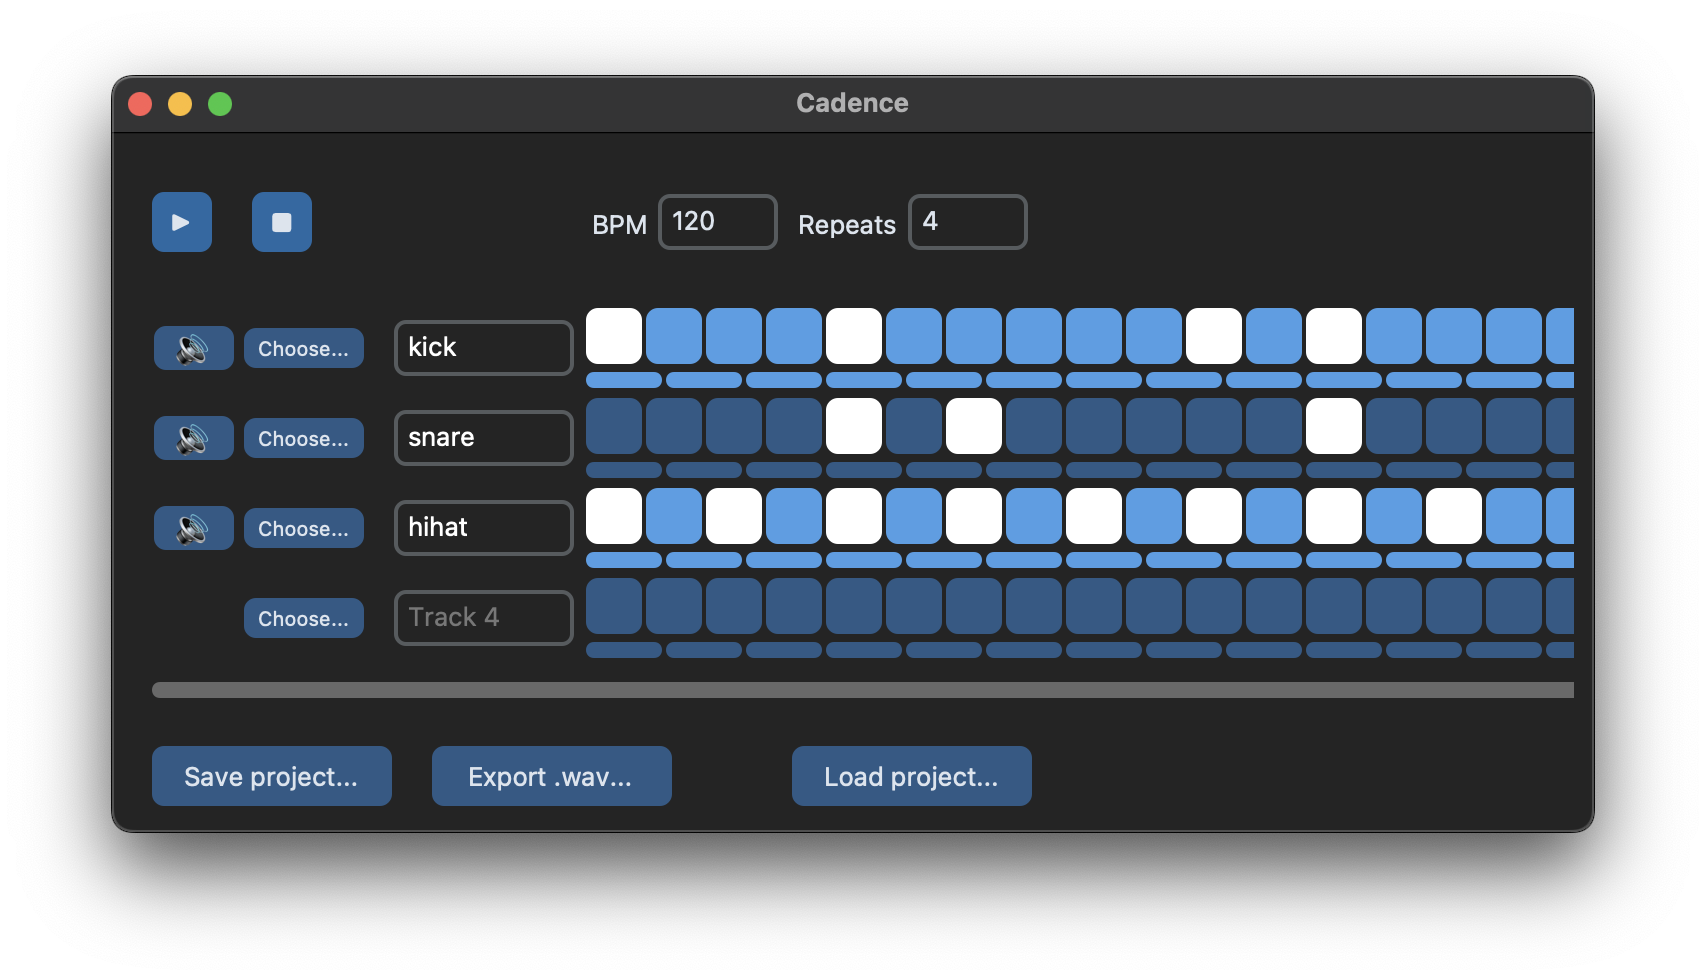 Cadence
BPM 120 Repeats 4
Choose... kick
Choose... snare
Choose... hihat
Choose... Track 4
Save project... Export .wav... Load project...